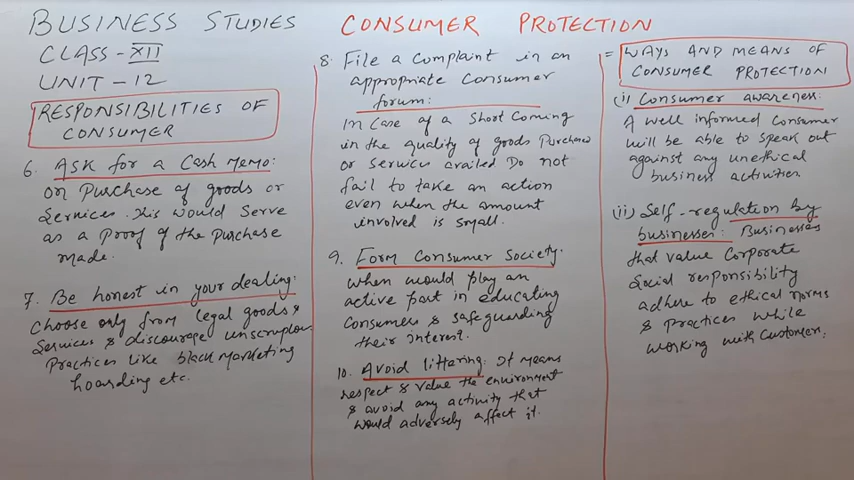 BUSINESS STUDIES
CONSUMER PROTECTION
CLASS - XII
UNIT - 12
RESPONSIBILITIES OF
CONSUMER
6. Ask for a Cash Memo:
on Purchase of goods or
Services. This would Serve
as a Proof of the Purchase
made.
7. Be honest in your dealing:
Choose only from legal goods &
Services & discourage unscrupulous
Practices like black marketing
hoarding etc.
8. File a complaint in an
appropriate Consumer
forum:
In case of a Short Coming
in the quality of goods Purchased
or Services availed Do not
fail to take an action
even when the amount
involved is small.
9. Form Consumer Society.
When would play an
active part in educating
Consumers & safeguarding
their interest.
10. Avoid littering: It means
respect & value the environment
& avoid any activity that
would adversely affect it.
= WAYS AND MEANS OF
CONSUMER PROTECTION
(i) Consumer awareness:
A well informed Consumer
will be able to speak out
against any unethical
business activities
(ii) Self-regulation by
businesses: Businesses
that value Corporate
Social responsibility
adhere to ethical norms
& practices while
working with Customer.